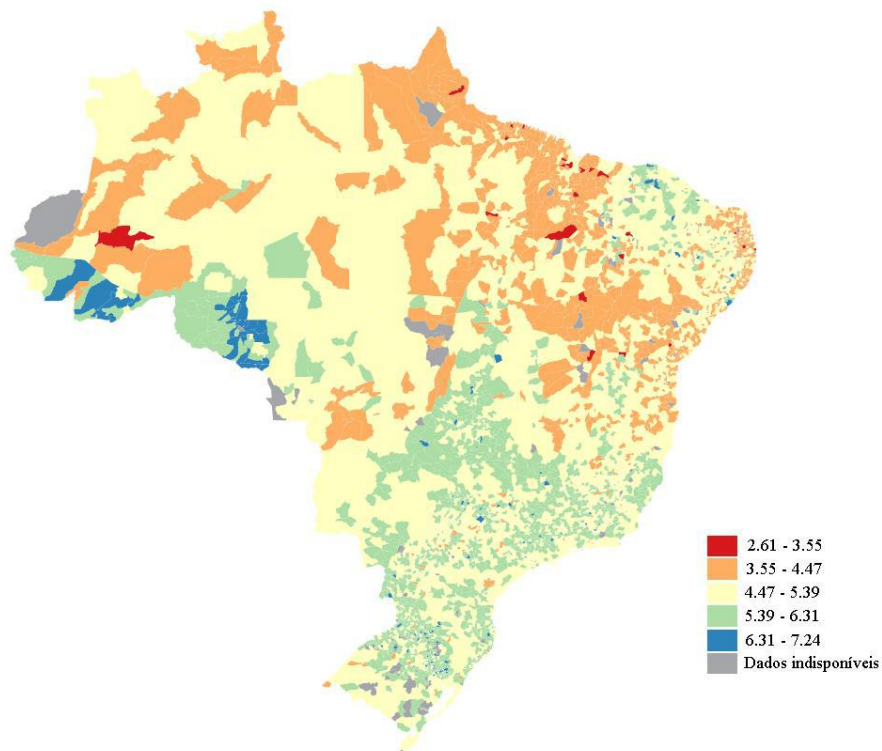 2.61 - 3.55
3.55 - 4.47
4.47 - 5.39
5.39 - 6.31
6.31 - 7.24
Dados indisponíveis